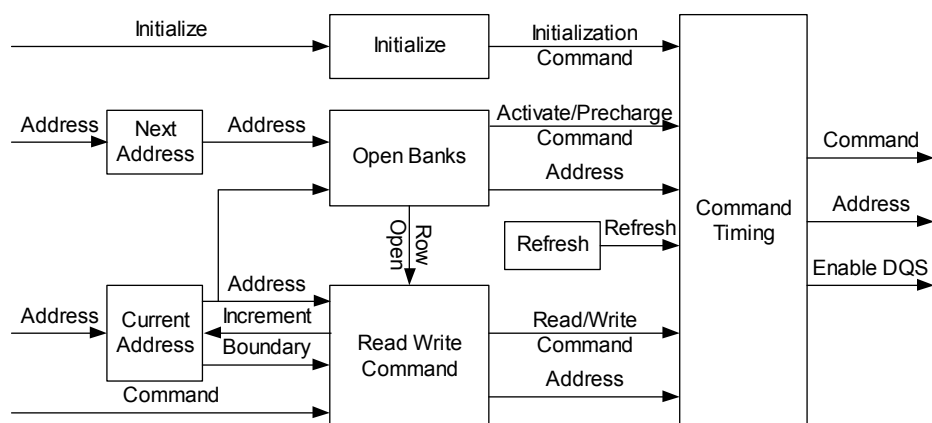 Initialize
Initialize
Initialization
Command
Address
Next
Address
Address
Open Banks
Activate/Precharge
Command
Address
Row
Open
Refresh
Refresh
Command
Timing
Command
Address
Enable DQS
Address
Current
Address
Address
Increment
Boundary
Command
Read Write
Command
Read/Write
Command
Address